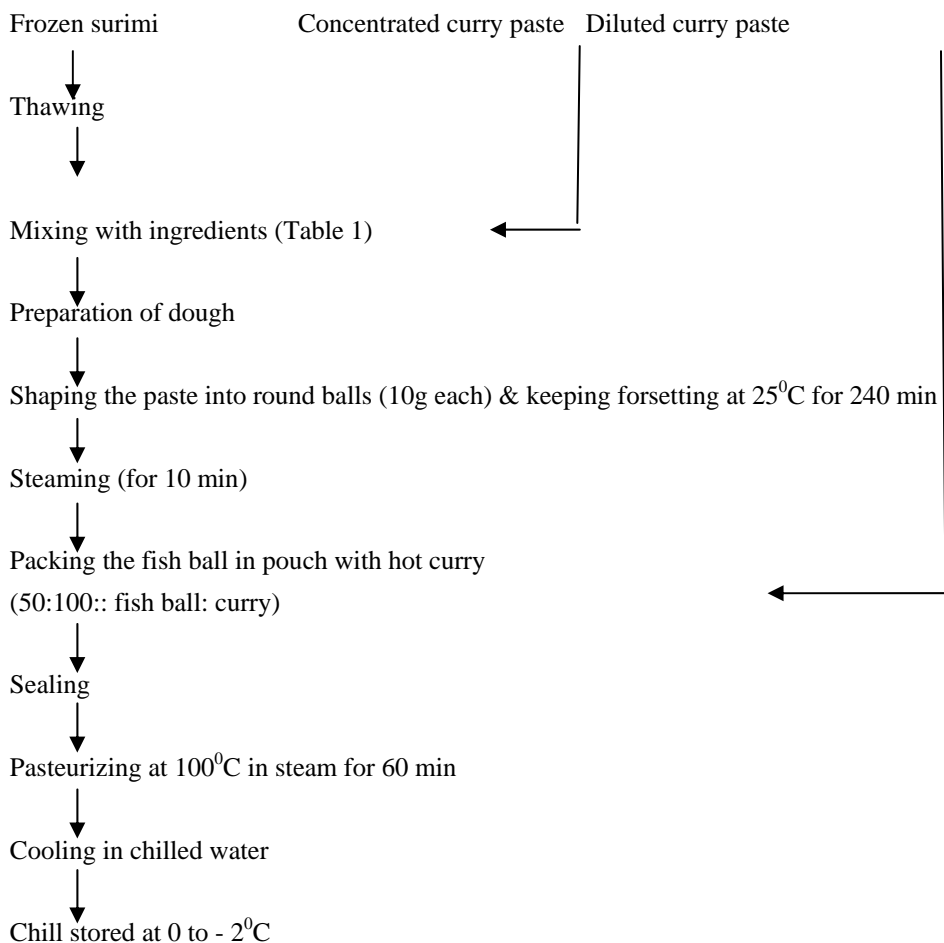 Frozen surimi Concentrated curry paste Diluted curry paste
Thawing
Mixing with ingredients (Table 1)
Preparation of dough
Shaping the paste into round balls (10g each) & keeping forsetting at 25⁰C for 240 min
Steaming (for 10 min)
Packing the fish ball in pouch with hot curry
(50:100:: fish ball: curry)
Sealing
Pasteurizing at 100⁰C in steam for 60 min
Cooling in chilled water
Chill stored at 0 to - 2⁰C